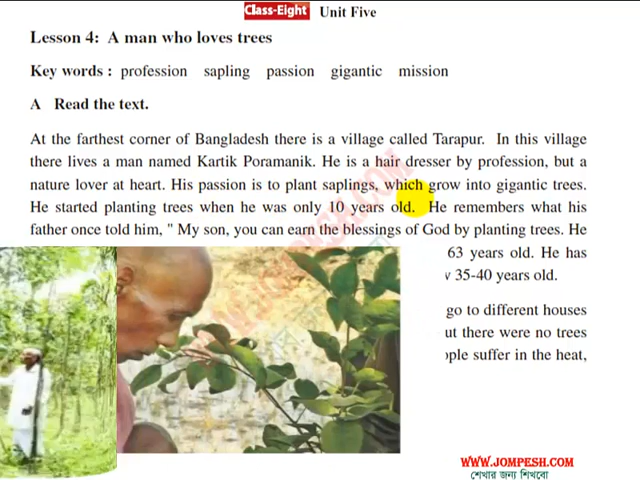 Class-Eight Unit Five
Lesson 4: A man who loves trees
Key words : profession sapling passion gigantic mission
A Read the text.
At the farthest corner of Bangladesh there is a village called Tarapur. In this village
there lives a man named Kartik Poramanik. He is a hair dresser by profession, but a
nature lover at heart. His passion is to plant saplings, which grow into gigantic trees.
He started planting trees when he was only 10 years old. He remembers what his
father once told him, " My son, you can earn the blessings of God by planting trees. He
63 years old. He has
35-40 years old.
go to different houses
there were no trees
suffer in the heat,
WWW.JOMPESH.COM
শেখার জন্য শিখবো